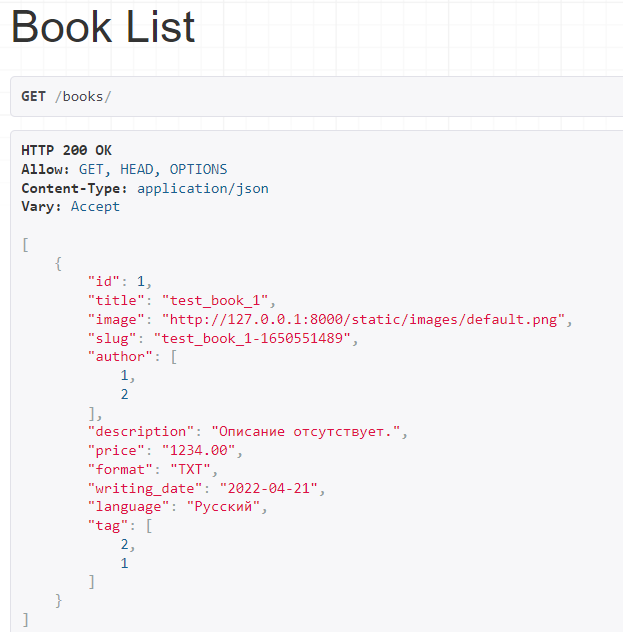 Book List
GET /books/
HTTP 200 OK
Allow: GET, HEAD, OPTIONS
Content-Type: application/json
Vary: Accept
[
    {
        "id": 1,
        "title": "test_book_1",
        "image": "http://127.0.0.1:8000/static/images/default.png",
        "slug": "test_book_1-1650551489",
        "author": [
            1,
            2
        ],
        "description": "Описание отсутствует.",
        "price": "1234.00",
        "format": "TXT",
        "writing_date": "2022-04-21",
        "language": "Русский",
        "tag": [
            2,
            1
        ]
    }
]